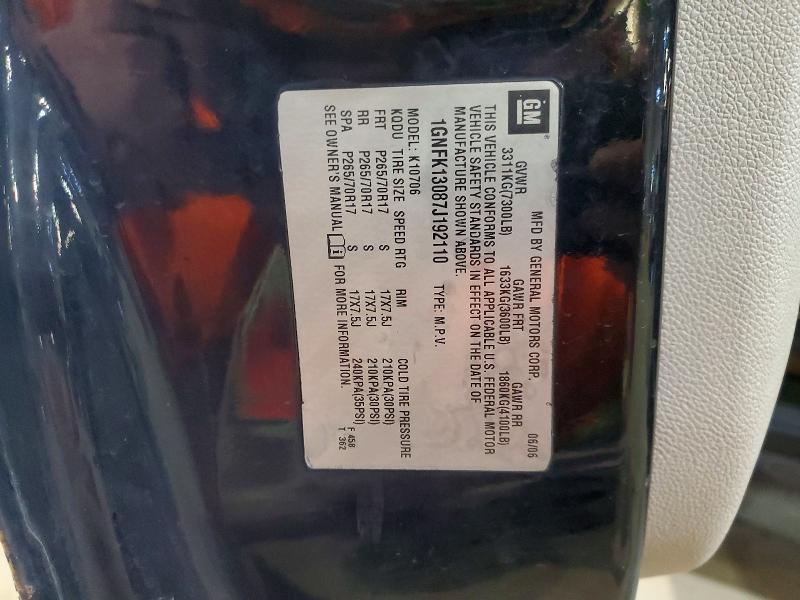 GM
MFD BY GENERAL MOTORS CORP. 06/06
GVWR GAWR FRT GAWR RR
3311KG(7300LB) 1633KG(3600LB) 1860KG(4100LB)
THIS VEHICLE CONFORMS TO ALL APPLICABLE U.S. FEDERAL MOTOR
VEHICLE SAFETY STANDARDS IN EFFECT ON THE DATE OF
MANUFACTURE SHOWN ABOVE.
1GNFK13087J192110 TYPE: M.P.V.
MODEL: K10706
KQDU TIRE SIZE SPEED RTG RIM COLD TIRE PRESSURE
FRT P265/70R17 S 17X7.5J 210KPA(30PSI)
RR P265/70R17 S 17X7.5J 210KPA(30PSI)
SPA P265/70R17 S 17X7.5J 240KPA(35PSI)
SEE OWNER'S MANUAL i FOR MORE INFORMATION.
F 458
T 362